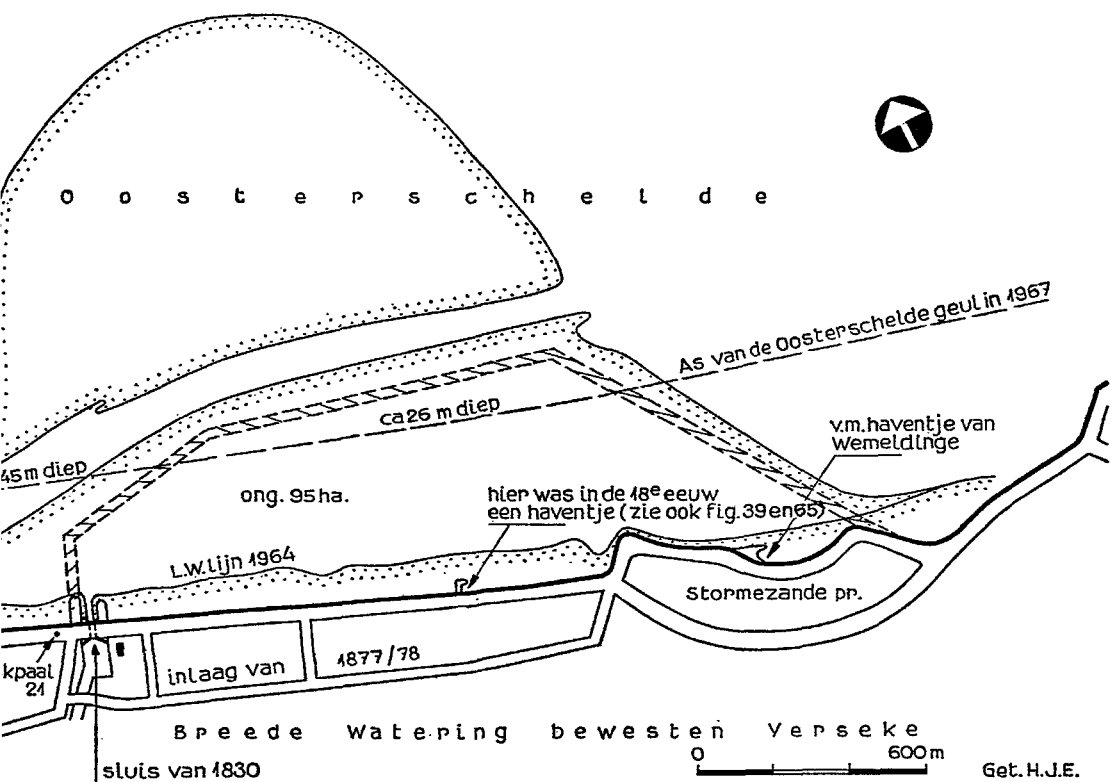 Oosterschelde
As van de Oosterschelde geul in 1967
ca 26 m diep
45 m diep
v.m. haventje van
Wemeldinge
ong. 95 ha.
hier was in de 18e eeuw
een haventje (zie ook fig. 39 en 65)
L.W. lijn 1964
Stormezande pr.
kpaal
21
inlaag van
1877/78
Breede Watering bewesten Yerseke
0 600 m
sluis van 1830
Get. H.J.E.